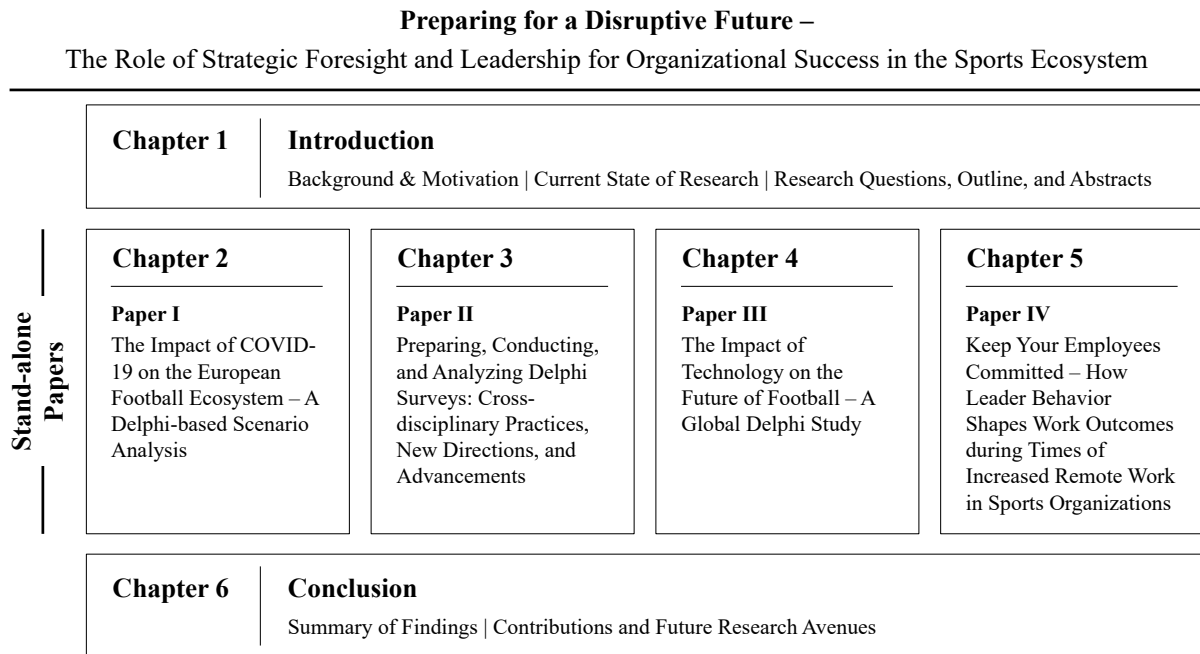 Preparing for a Disruptive Future –
The Role of Strategic Foresight and Leadership for Organizational Success in the Sports Ecosystem
Chapter 1
Introduction
Background & Motivation | Current State of Research | Research Questions, Outline, and Abstracts
Stand-alone
Papers
Chapter 2
Paper I
The Impact of COVID-
19 on the European
Football Ecosystem – A
Delphi-based Scenario
Analysis
Chapter 3
Paper II
Preparing, Conducting,
and Analyzing Delphi
Surveys: Cross-
disciplinary Practices,
New Directions, and
Advancements
Chapter 4
Paper III
The Impact of
Technology on the
Future of Football – A
Global Delphi Study
Chapter 5
Paper IV
Keep Your Employees
Committed – How
Leader Behavior
Shapes Work Outcomes
during Times of
Increased Remote Work
in Sports Organizations
Chapter 6
Conclusion
Summary of Findings | Contributions and Future Research Avenues